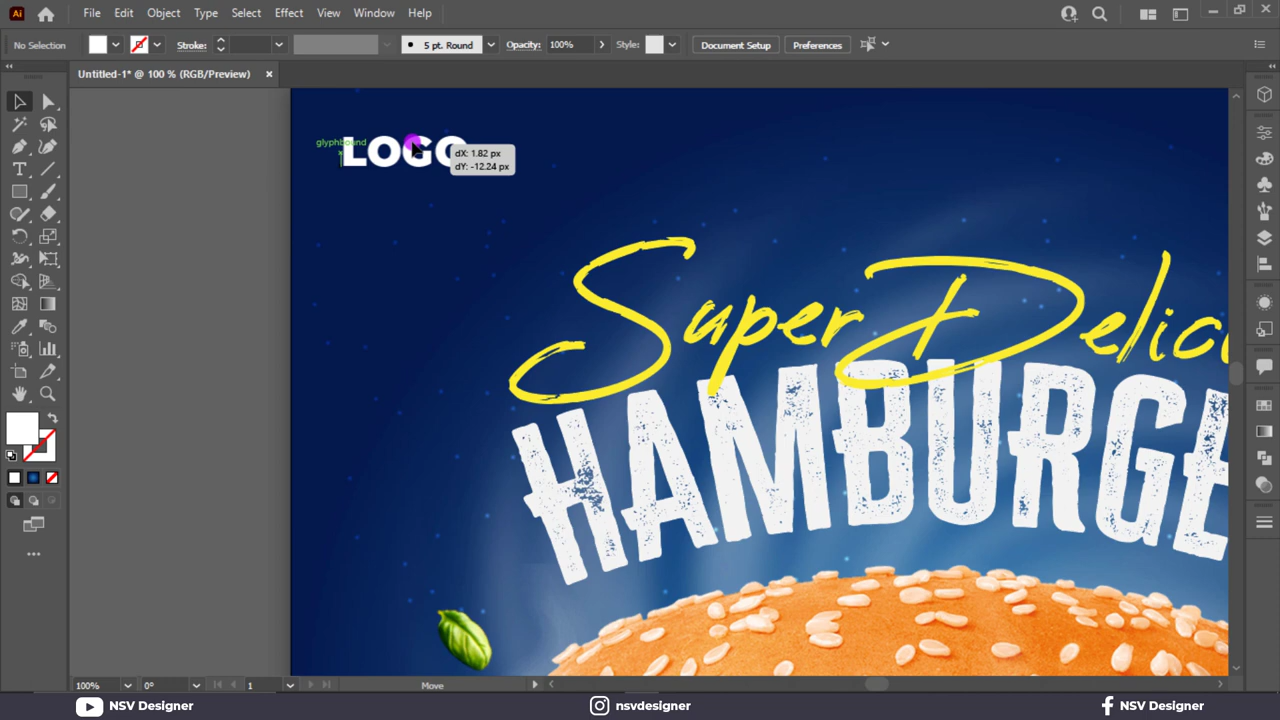 Ai File Edit Object Type Select Effect View Window Help
No Selection Stroke: 5 pt. Round Opacity: 100% Style: Document Setup Preferences
Untitled-1* @ 100 % (RGB/Preview)
glyphbound
LOGO
dX: 1.82 px
dY: -12.24 px
Super Delici
HAMBURGE
100% 0° 1 Move
NSV Designer nsvdesigner NSV Designer